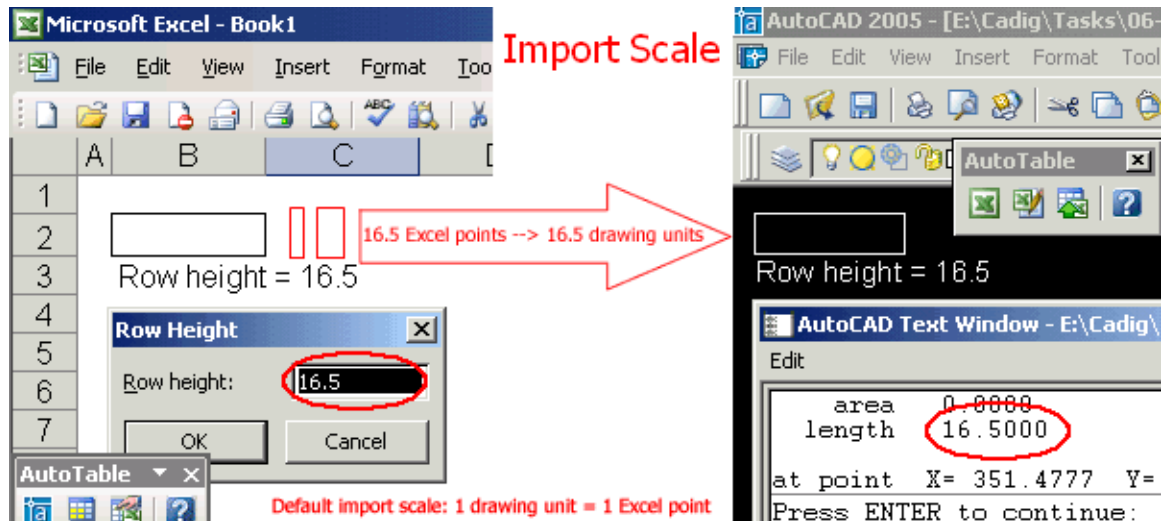 Microsoft Excel - Book1
File Edit View Insert Format Too
ABC
A B C
1
2
3
4
5
6
7
Row height = 16.5
Row Height
Row height: 16.5
OK Cancel
AutoTable
Import Scale
16.5 Excel points --> 16.5 drawing units
Default import scale: 1 drawing unit = 1 Excel point
AutoCAD 2005 - [E:\Cadig\Tasks\06-
File Edit View Insert Format Tool
AutoTable
Row height = 16.5
AutoCAD Text Window - E:\Cadig\
Edit
area 0.0000
length 16.5000
at point X= 351.4777 Y=
Press ENTER to continue: